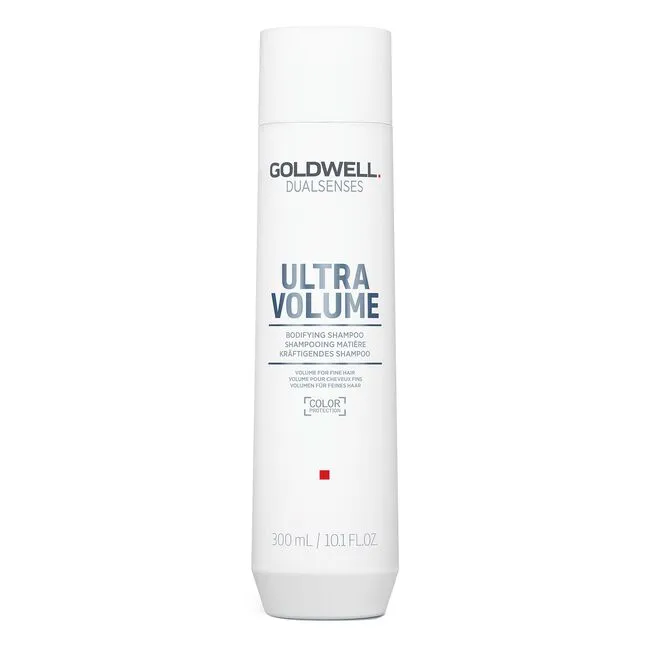 GOLDWELL.
DUALSENSES
ULTRA
VOLUME
BODIFYING SHAMPOO
SHAMPOOING MATIÈRE
KRÄFTIGENDES SHAMPOO
VOLUME FOR FINE HAIR
VOLUME POUR CHEVEUX FINS
VOLUMEN FÜR FEINES HAAR
COLOR
PROTECTION
300 mL / 10.1 FL.OZ